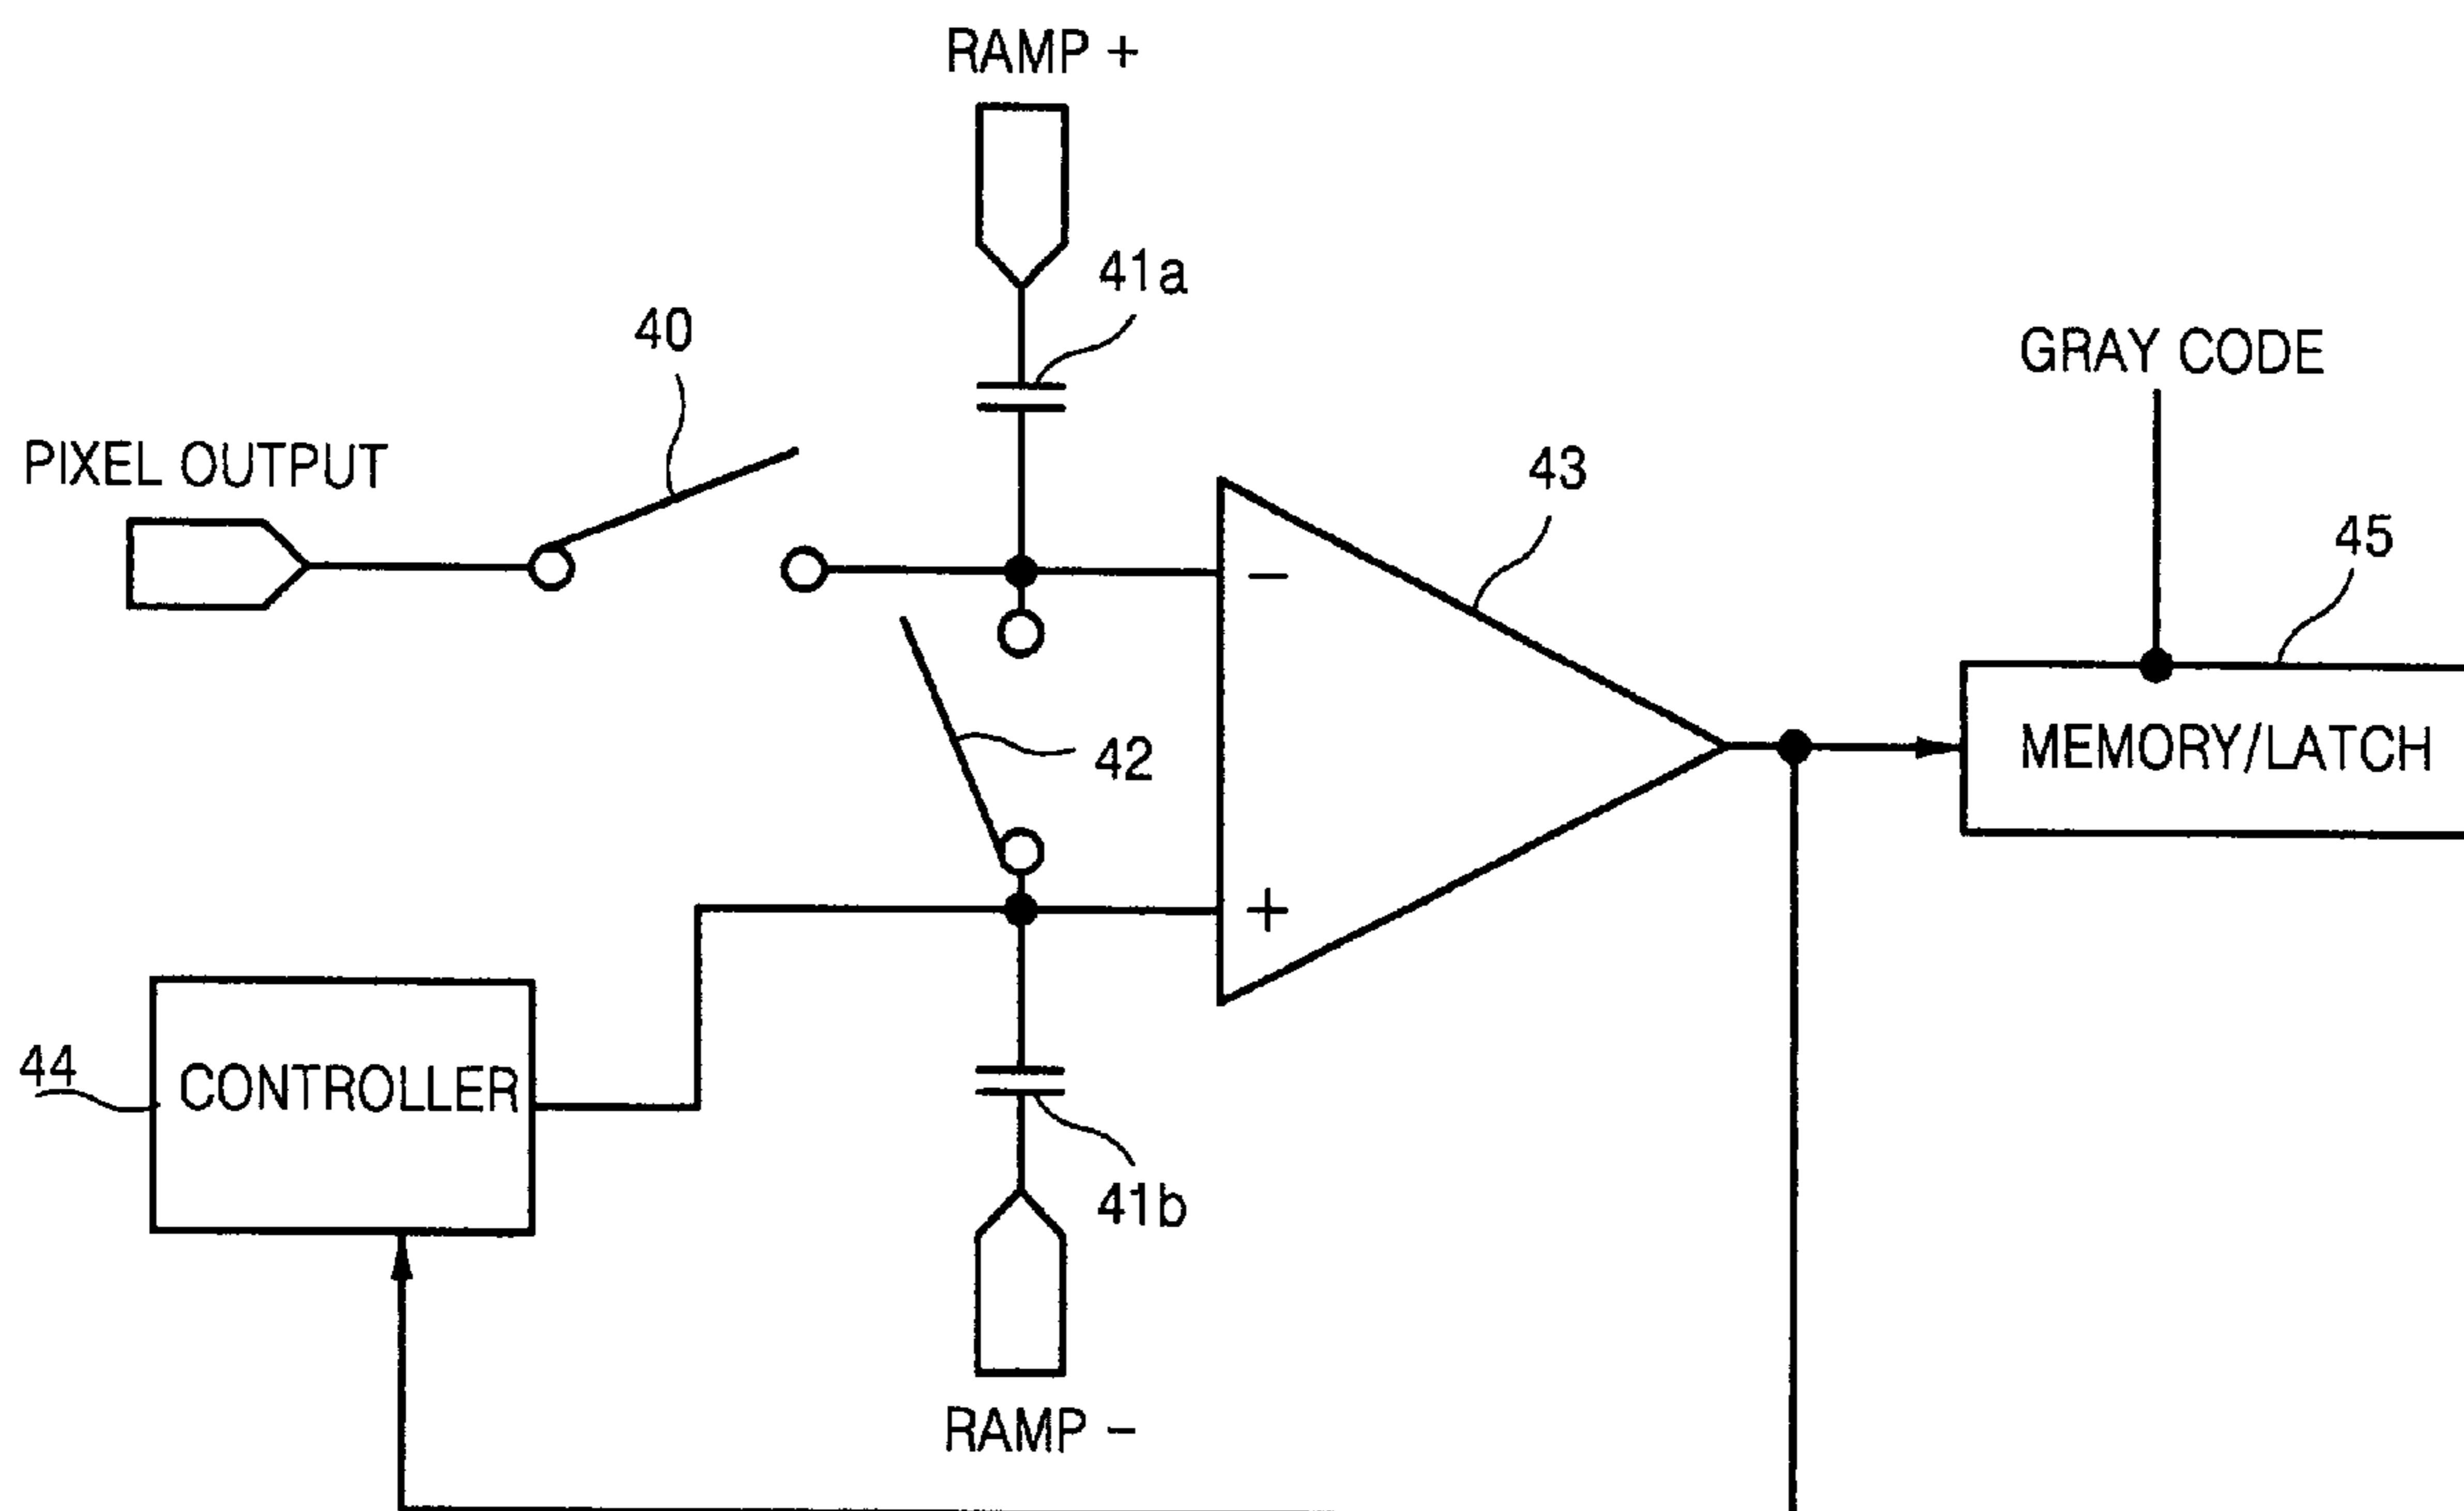 RAMP +
41a
40
GRAY CODE
PIXEL OUTPUT
43
45
−
MEMORY/LATCH
42
+
44
CONTROLLER
41b
RAMP −